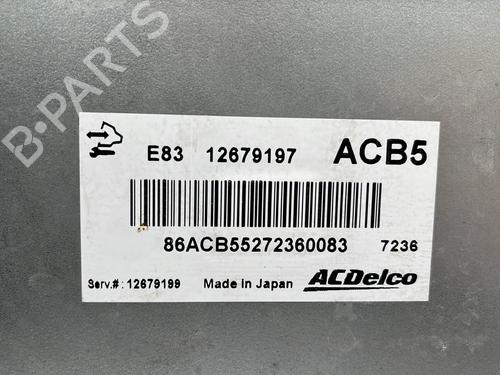 B-PARTS
E83 12679197 ACB5
86ACB55272360083 7236
Serv.#: 12679199 Made In Japan ACDelco